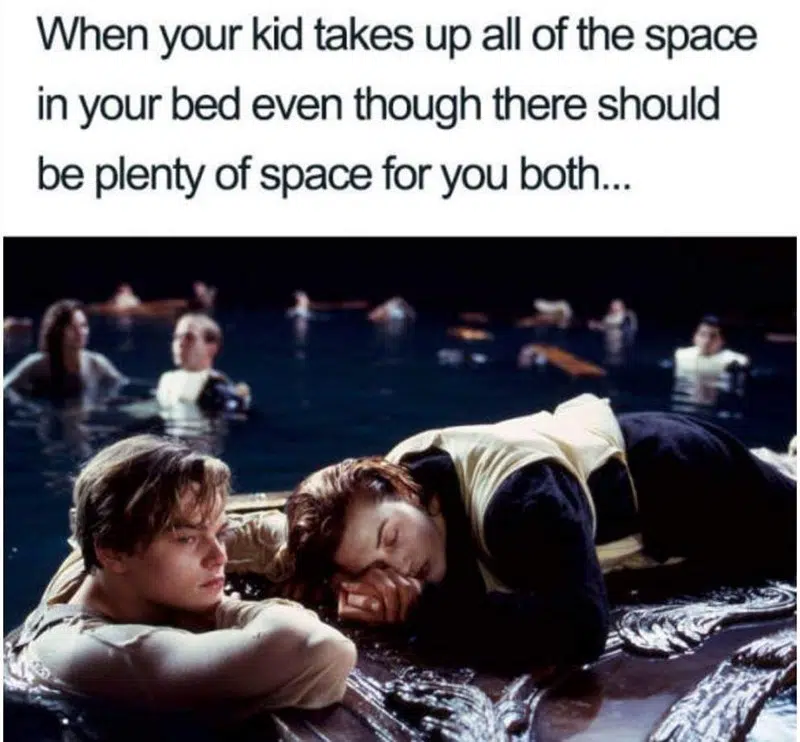 When your kid takes up all of the space
in your bed even though there should
be plenty of space for you both...